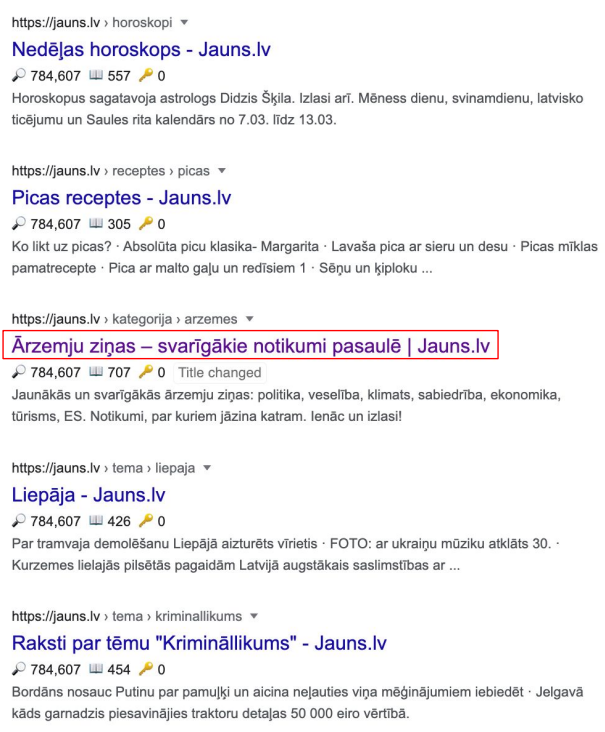 https://jauns.lv › horoskopi
Nedēļas horoskops - Jauns.lv
784,607 557 0
Horoskopus sagatavoja astrologs Didzis Šķila. Izlasi arī. Mēness dienu, svinamdienu, latvisko
ticējumu un Saules rita kalendārs no 7.03. līdz 13.03.
https://jauns.lv › receptes › picas
Picas receptes - Jauns.lv
784,607 305 0
Ko likt uz picas? · Absolūta picu klasika- Margarita · Lavaša pica ar sieru un desu · Picas mīklas
pamatrecepte · Pica ar malto gaļu un redīsiem 1 · Sēņu un ķiploku ...
https://jauns.lv › kategorija › arzemes
Ārzemju ziņas – svarīgākie notikumi pasaulē | Jauns.lv
784,607 707 0 Title changed
Jaunākās un svarīgākās ārzemju ziņas: politika, veselība, klimats, sabiedrība, ekonomika,
tūrisms, ES. Notikumi, par kuriem jāzina katram. Ienāc un izlasi!
https://jauns.lv › tema › liepaja
Liepāja - Jauns.lv
784,607 426 0
Par tramvaja demolēšanu Liepājā aizturēts vīrietis · FOTO: ar ukraiņu mūziku atklāts 30. ·
Kurzemes lielajās pilsētās pagaidām Latvijā augstākais saslimstības ar ...
https://jauns.lv › tema › kriminallikums
Raksti par tēmu "Krimināllikums" - Jauns.lv
784,607 454 0
Bordāns nosauc Putinu par pamuļķi un aicina neļauties viņa mēģinājumiem iebiedēt · Jelgavā
kāds garnadzis piesavinājies traktoru detaļas 50 000 eiro vērtībā.